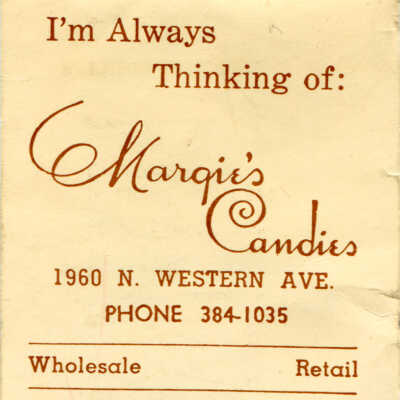 I'm Always
Thinking of:
Margie's
Candies
1960 N. WESTERN AVE.
PHONE 384-1035
Wholesale Retail